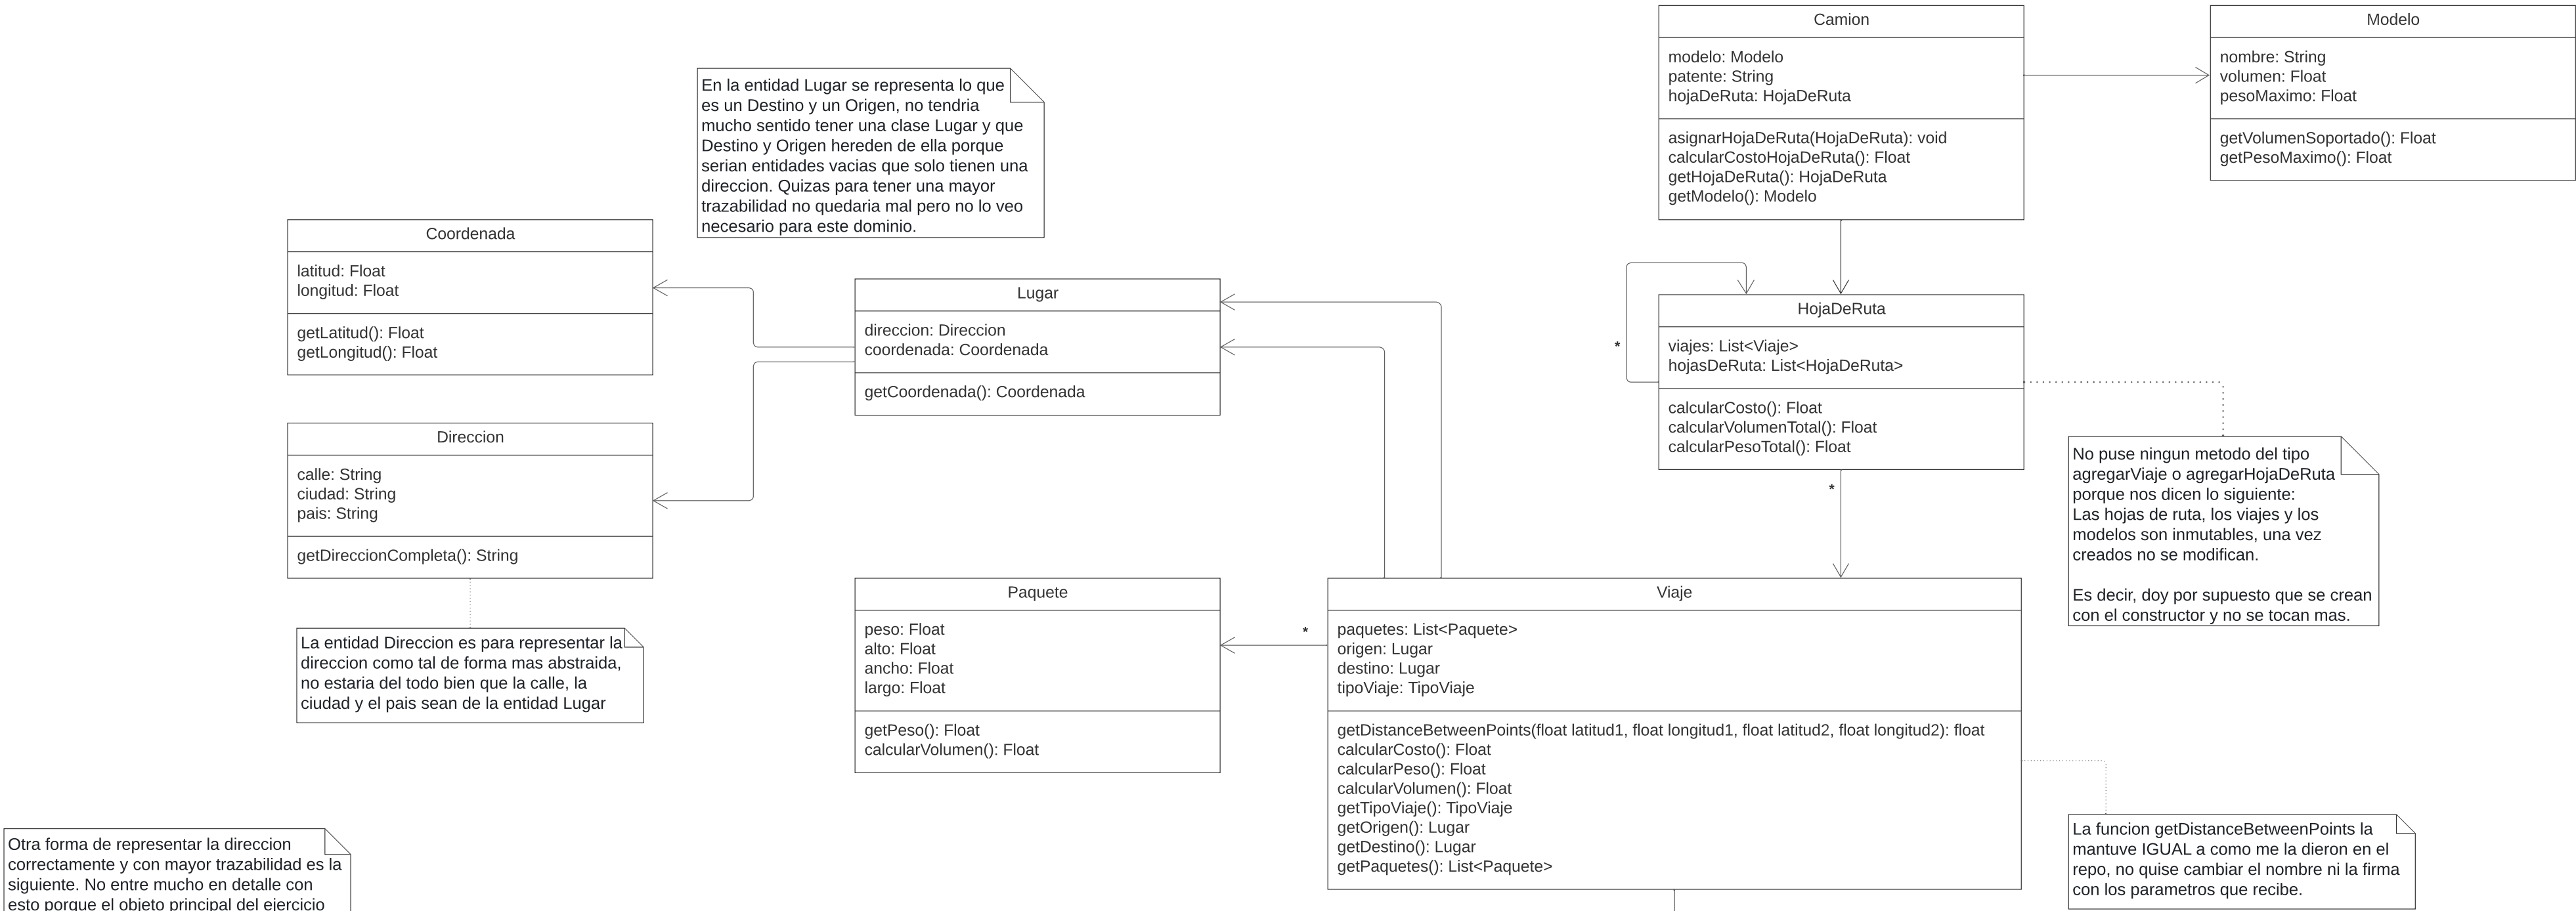 Camion
modelo: Modelo
patente: String
hojaDeRuta: HojaDeRuta
asignarHojaDeRuta(HojaDeRuta): void
calcularCostoHojaDeRuta(): Float
getHojaDeRuta(): HojaDeRuta
getModelo(): Modelo
Modelo
nombre: String
volumen: Float
pesoMaximo: Float
getVolumenSoportado(): Float
getPesoMaximo(): Float
En la entidad Lugar se representa lo que
es un Destino y un Origen, no tendria
mucho sentido tener una clase Lugar y que
Destino y Origen hereden de ella porque
serian entidades vacias que solo tienen una
direccion. Quizas para tener una mayor
trazabilidad no quedaria mal pero no lo veo
necesario para este dominio.
Coordenada
latitud: Float
longitud: Float
getLatitud(): Float
getLongitud(): Float
Lugar
direccion: Direccion
coordenada: Coordenada
getCoordenada(): Coordenada
*
HojaDeRuta
viajes: List<Viaje>
hojasDeRuta: List<HojaDeRuta>
calcularCosto(): Float
calcularVolumenTotal(): Float
calcularPesoTotal(): Float
*
Direccion
calle: String
ciudad: String
pais: String
getDireccionCompleta(): String
No puse ningun metodo del tipo
agregarViaje o agregarHojaDeRuta
porque nos dicen lo siguiente:
Las hojas de ruta, los viajes y los
modelos son inmutables, una vez
creados no se modifican.
Es decir, doy por supuesto que se crean
con el constructor y no se tocan mas.
La entidad Direccion es para representar la
direccion como tal de forma mas abstraida,
no estaria del todo bien que la calle, la
ciudad y el pais sean de la entidad Lugar
Paquete
peso: Float
alto: Float
ancho: Float
largo: Float
getPeso(): Float
calcularVolumen(): Float
*
Viaje
paquetes: List<Paquete>
origen: Lugar
destino: Lugar
tipoViaje: TipoViaje
getDistanceBetweenPoints(float latitud1, float longitud1, float latitud2, float longitud2): float
calcularCosto(): Float
calcularPeso(): Float
calcularVolumen(): Float
getTipoViaje(): TipoViaje
getOrigen(): Lugar
getDestino(): Lugar
getPaquetes(): List<Paquete>
La funcion getDistanceBetweenPoints la
mantuve IGUAL a como me la dieron en el
repo, no quise cambiar el nombre ni la firma
con los parametros que recibe.
Otra forma de representar la direccion
correctamente y con mayor trazabilidad es la
siguiente. No entre mucho en detalle con
esto porque el objeto principal del ejercicio